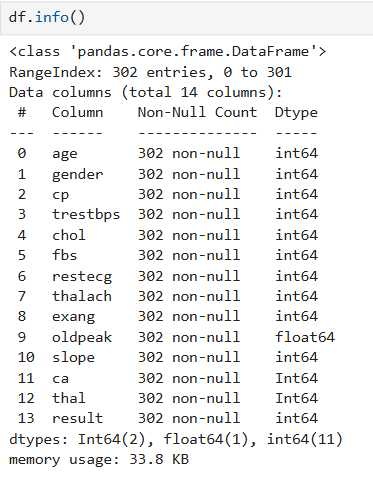 df.info()
<class 'pandas.core.frame.DataFrame'>
RangeIndex: 302 entries, 0 to 301
Data columns (total 14 columns):
 #   Column    Non-Null Count  Dtype
---  ------    --------------  -----
 0   age       302 non-null    int64
 1   gender    302 non-null    int64
 2   cp        302 non-null    int64
 3   trestbps  302 non-null    int64
 4   chol      302 non-null    int64
 5   fbs       302 non-null    int64
 6   restecg   302 non-null    int64
 7   thalach   302 non-null    int64
 8   exang     302 non-null    int64
 9   oldpeak   302 non-null    float64
 10  slope     302 non-null    int64
 11  ca        302 non-null    Int64
 12  thal      302 non-null    Int64
 13  result    302 non-null    int64
dtypes: Int64(2), float64(1), int64(11)
memory usage: 33.8 KB